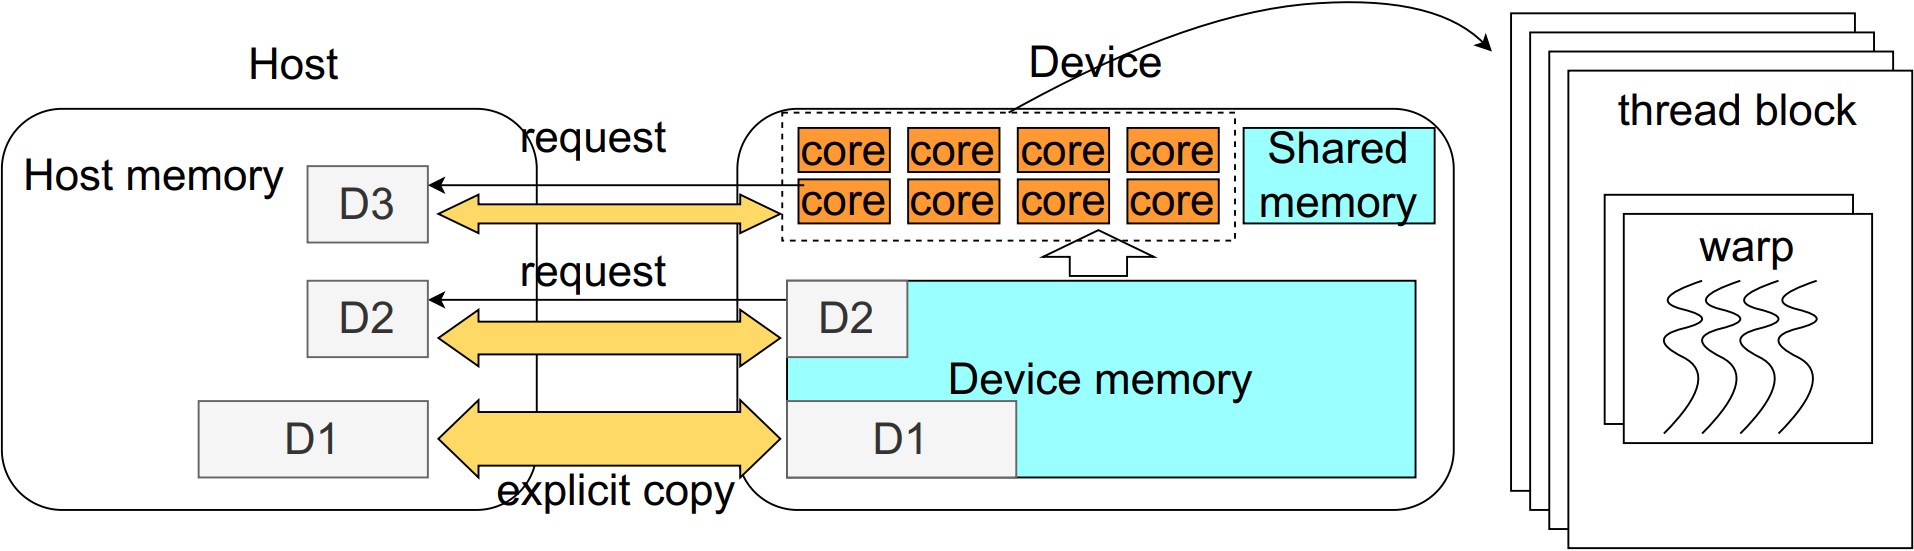 Host
Device
Host memory
request
D3
core core core core
core core core core
Shared
memory
request
D2
D2
Device memory
D1
D1
explicit copy
thread block
warp